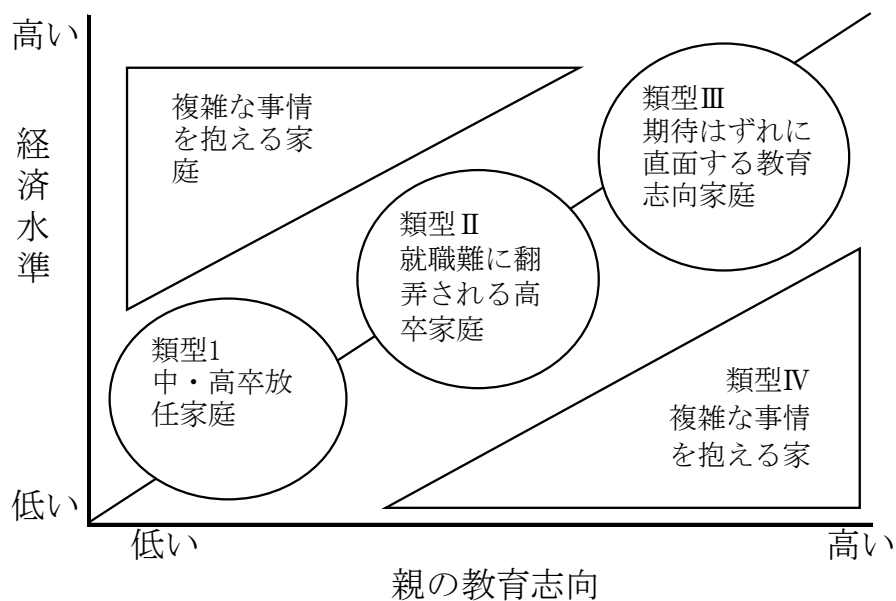 高い
経済水準
低い
複雑な事情
を抱える家
庭
類型Ⅲ
期待はずれに
直面する教育
志向家庭
類型Ⅱ
就職難に翻
弄される高
卒家庭
類型1
中・高卒放
任家庭
類型Ⅳ
複雑な事情
を抱える家
低い
高い
親の教育志向